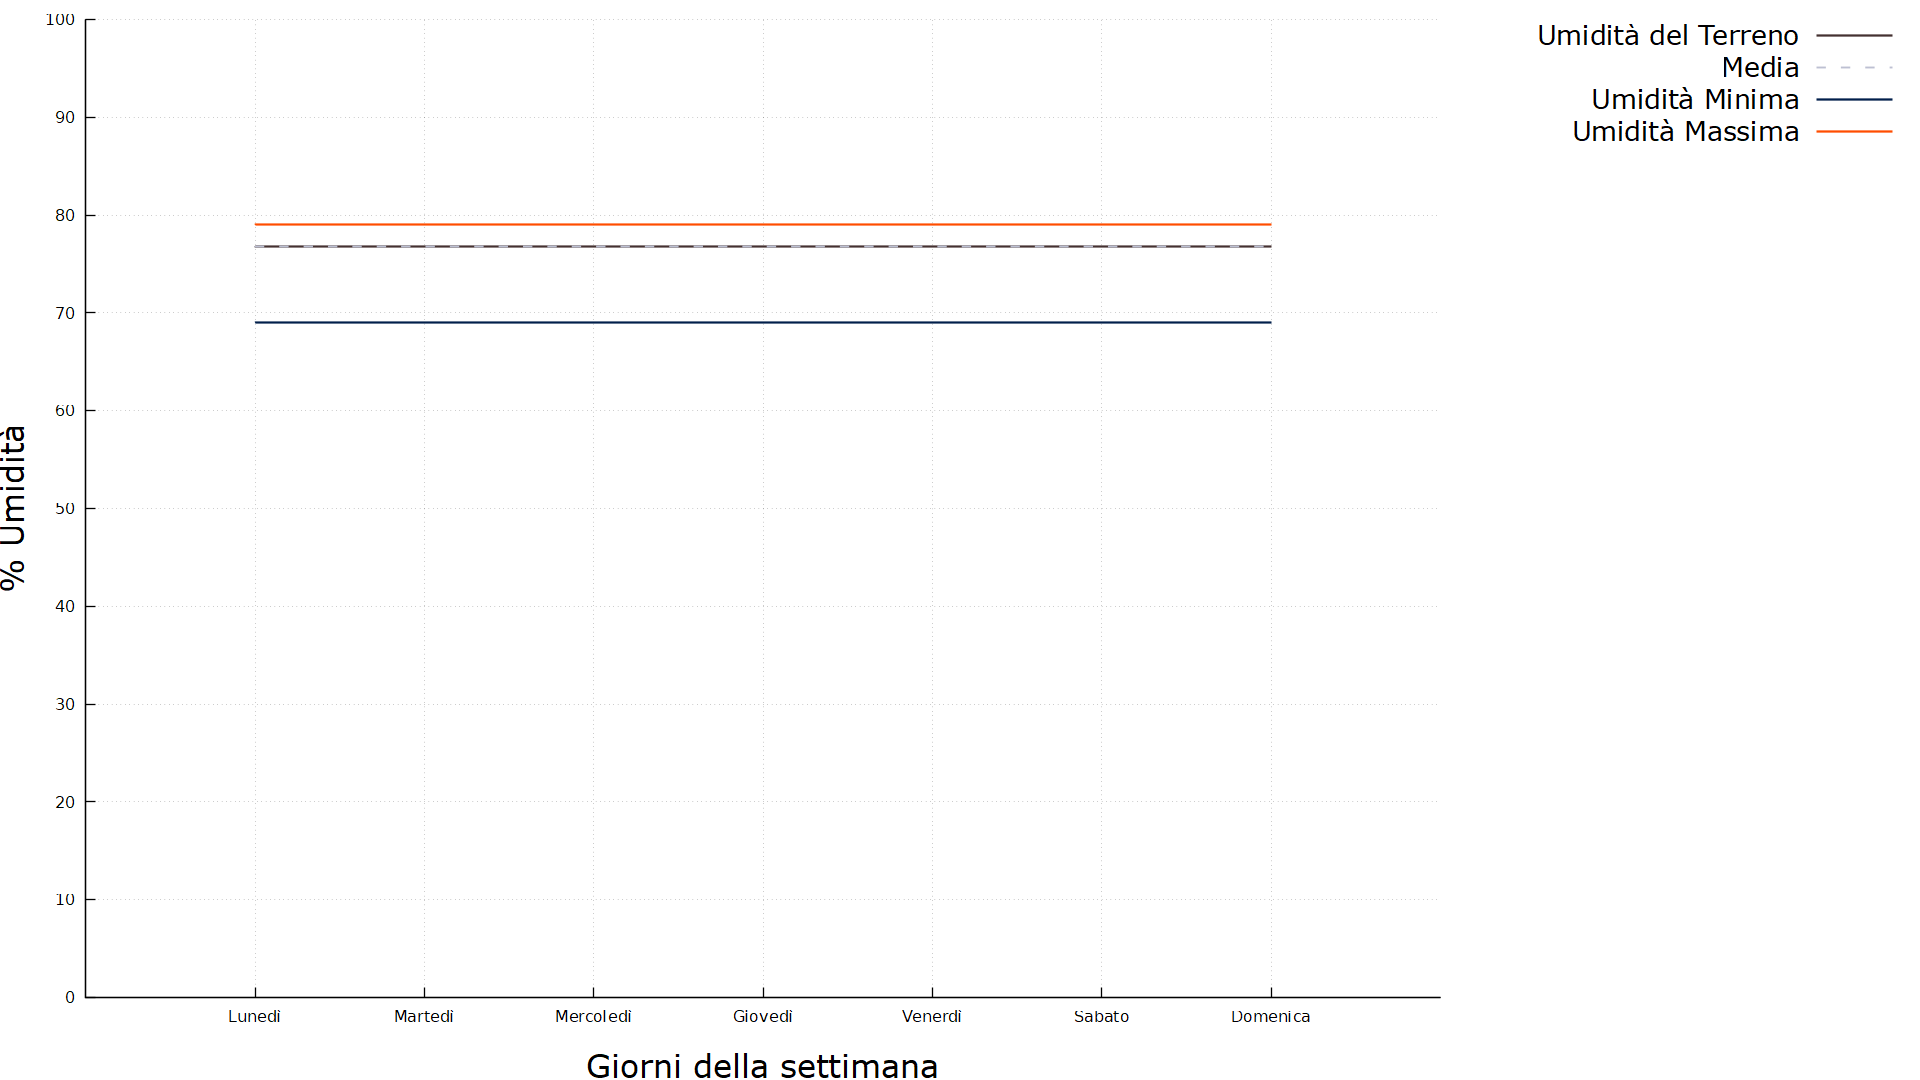 Umidità del Terreno
Media
Umidità Minima
Umidità Massima
100
90
80
70
60
50
40
30
20
10
0
% Umidità
Lunedì Martedì Mercoledì Giovedì Venerdì Sabato Domenica
Giorni della settimana